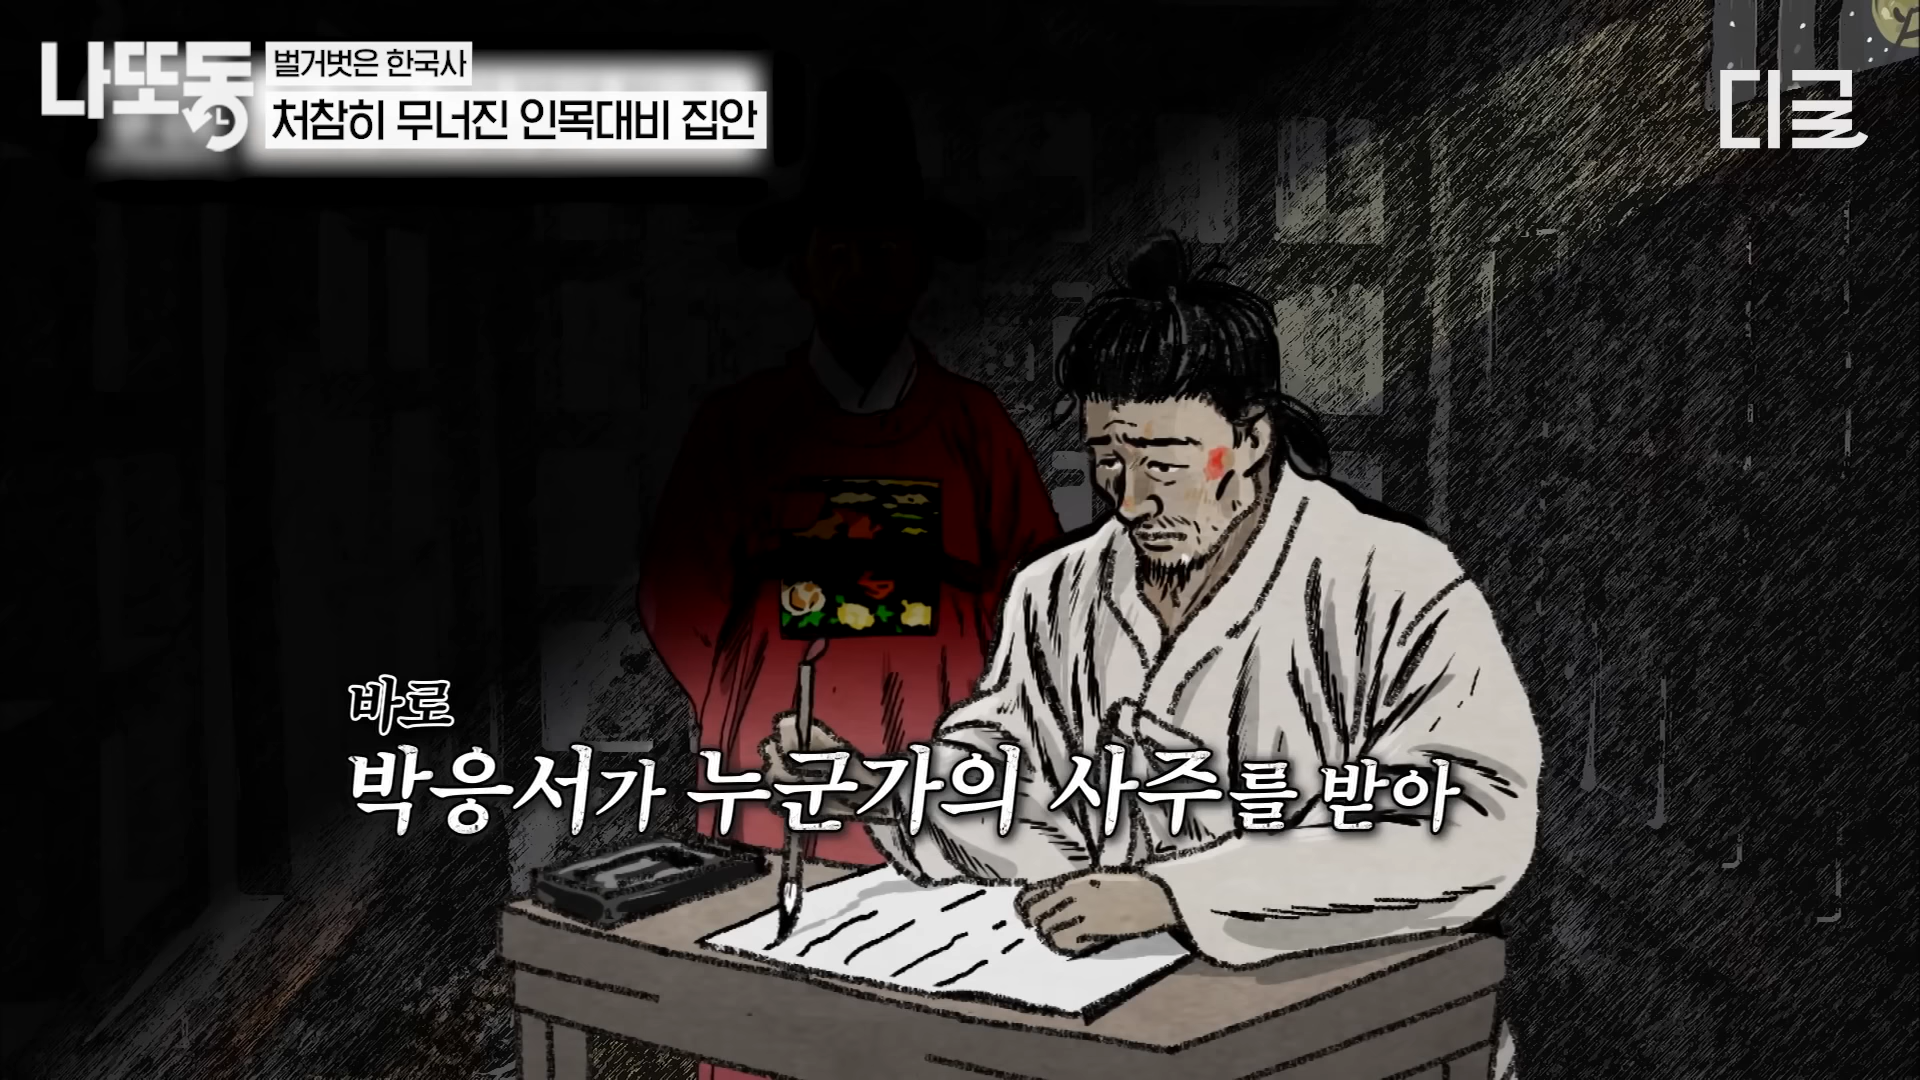 나또동
벌거벗은 한국사
처참히 무너진 인목대비 집안
디글
바로
박응서가 누군가의 사주를 받아